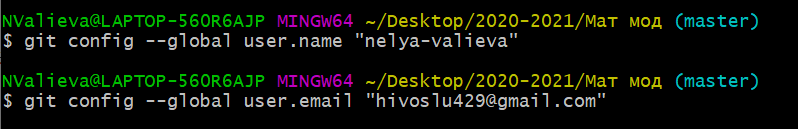 NValieva@LAPTOP-560R6AJP MINGW64 ~/Desktop/2020-2021/Мат мод (master)
$ git config --global user.name "nelya-valieva"
NValieva@LAPTOP-560R6AJP MINGW64 ~/Desktop/2020-2021/Мат мод (master)
$ git config --global user.email "hivoslu429@gmail.com"